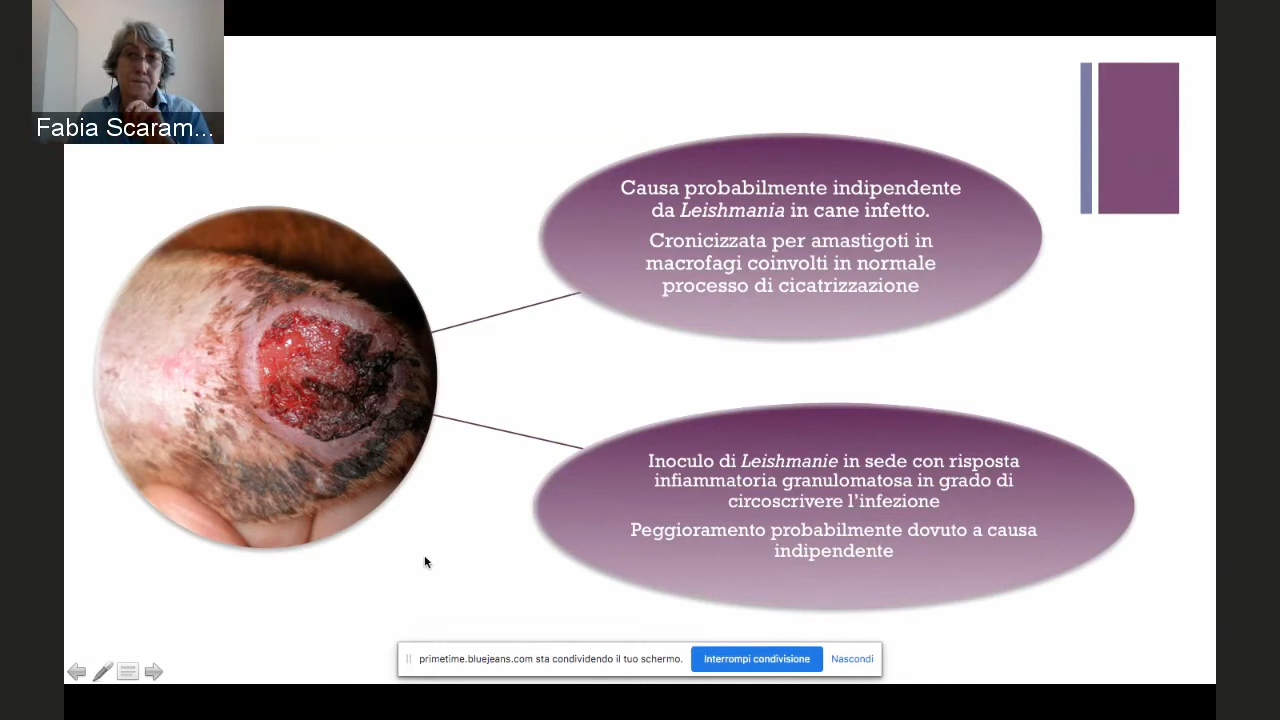 Fabia Scaram...
Causa probabilmente indipendente
da Leishmania in cane infetto.
Cronicizzata per amastigoti in
macrofagi coinvolti in normale
processo di cicatrizzazione
Inoculo di Leishmanie in sede con risposta
infiammatoria granulomatosa in grado di
circoscrivere l'infezione
Peggioramento probabilmente dovuto a causa
indipendente
primetime.bluejeans.com sta condividendo il tuo schermo. Interrompi condivisione Nascondi